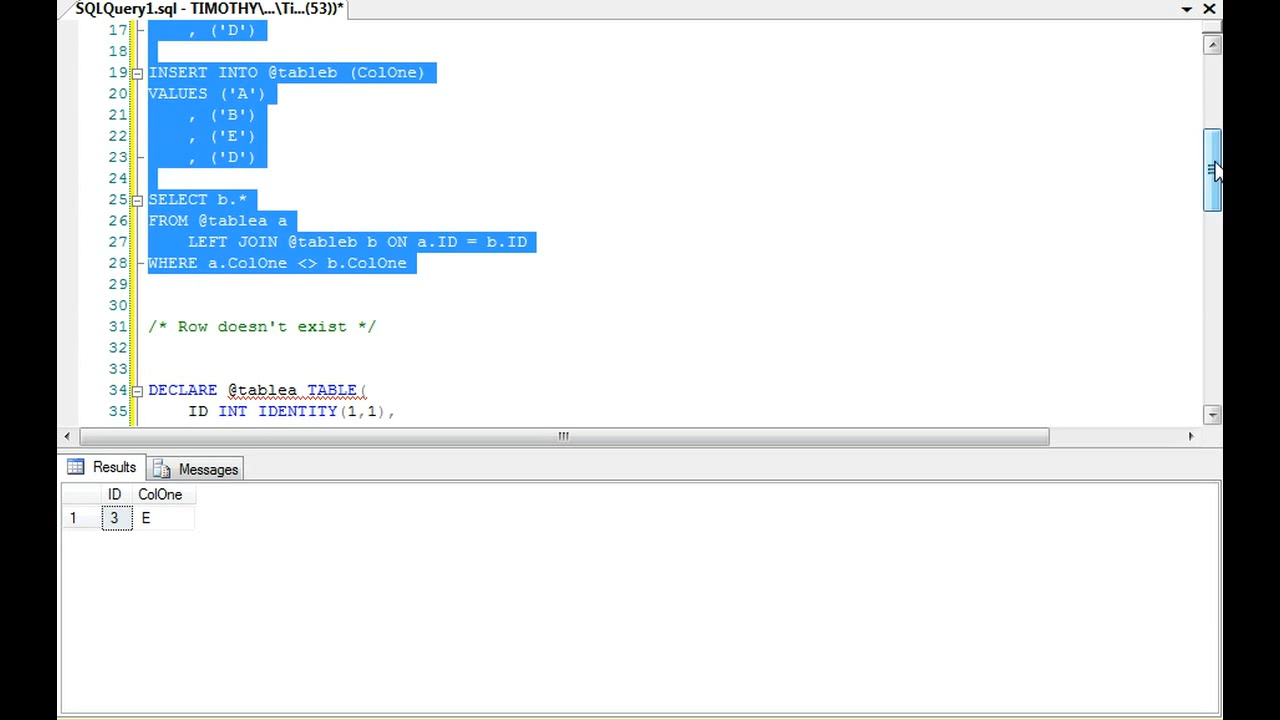 SQLQuery1.sql - TIMOTHY\...\Ti...(53))*
17 , ('D')
18
19 INSERT INTO @tableb (ColOne)
20 VALUES ('A')
21 , ('B')
22 , ('E')
23 , ('D')
24
25 SELECT b.*
26 FROM @tablea a
27 LEFT JOIN @tableb b ON a.ID = b.ID
28 WHERE a.ColOne <> b.ColOne
29
30
31 /* Row doesn't exist */
32
33
34 DECLARE @tablea TABLE(
35 ID INT IDENTITY(1,1),
Results Messages
ID ColOne
1 3 E